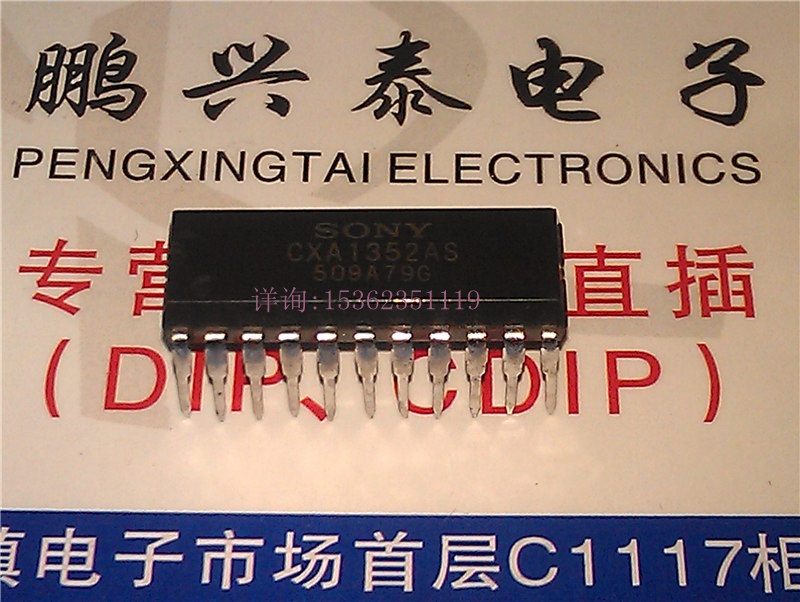 鹏兴泰电子
PENGXINGTAI ELECTRONICS
SONY
CXA1352AS
509A79G
详询:15362351119
专营 直插
(DIP、CDIP)
电子市场首层C1117相